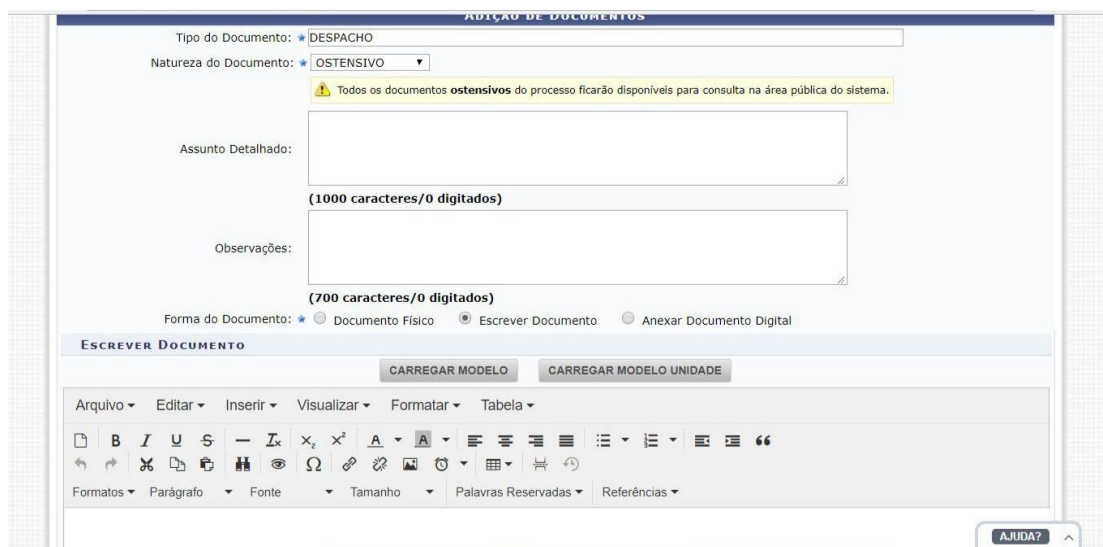 ADIÇÃO DE DOCUMENTOS
Tipo do Documento: DESPACHO
Natureza do Documento: OSTENSIVO
Todos os documentos ostensivos do processo ficarão disponíveis para consulta na área pública do sistema.
Assunto Detalhado:
(1000 caracteres/0 digitados)
Observações:
(700 caracteres/0 digitados)
Forma do Documento: Documento Físico Escrever Documento Anexar Documento Digital
ESCREVER DOCUMENTO
CARREGAR MODELO CARREGAR MODELO UNIDADE
Arquivo Editar Inserir Visualizar Formatar Tabela
Formatos Parágrafo Fonte Tamanho Palavras Reservadas Referências
AJUDA?